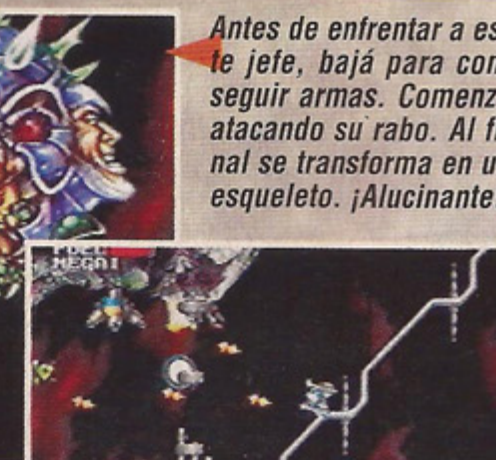 Antes de enfrentar a es
te jefe, bajá para con
seguir armas. Comenz
atacando su rabo. Al fi
nal se transforma en u
esqueleto. ¡Alucinante
MEGA